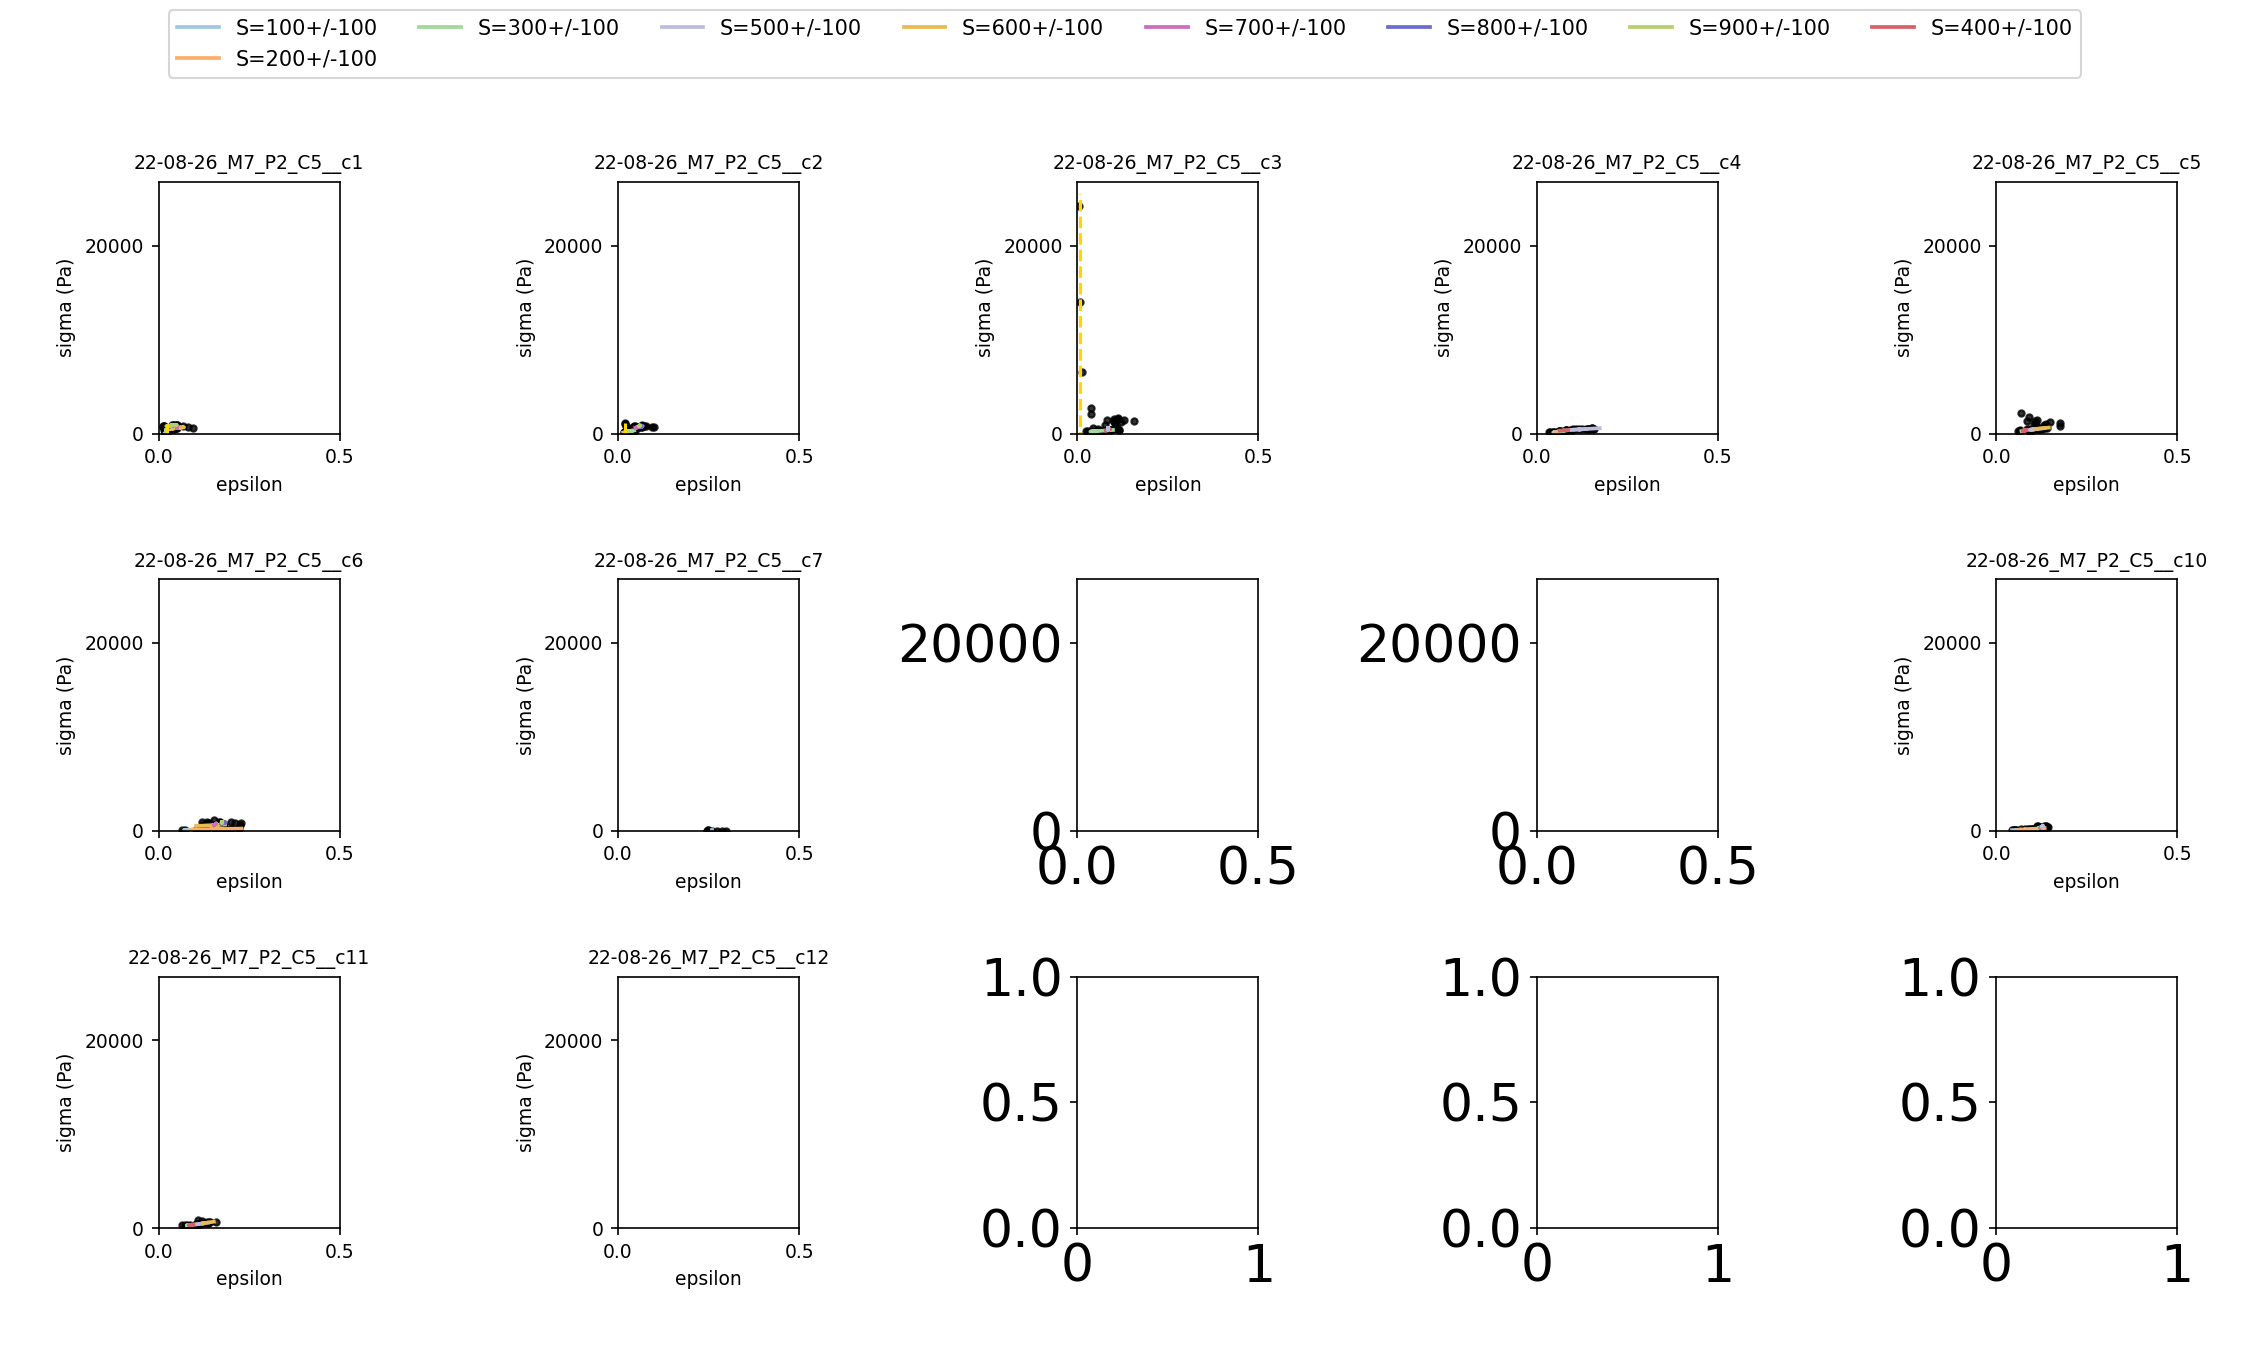 S=100+/-100 S=300+/-100 S=500+/-100 S=600+/-100 S=700+/-100 S=800+/-100 S=900+/-100 S=400+/-100
S=200+/-100
22-08-26_M7_P2_C5__c1
20000
0
0.0 0.5
epsilon
sigma (Pa)
22-08-26_M7_P2_C5__c2
20000
0
0.0 0.5
epsilon
sigma (Pa)
22-08-26_M7_P2_C5__c3
20000
0
0.0 0.5
epsilon
sigma (Pa)
22-08-26_M7_P2_C5__c4
20000
0
0.0 0.5
epsilon
sigma (Pa)
22-08-26_M7_P2_C5__c5
20000
0
0.0 0.5
epsilon
sigma (Pa)
22-08-26_M7_P2_C5__c6
20000
0
0.0 0.5
epsilon
sigma (Pa)
22-08-26_M7_P2_C5__c7
20000
0
0.0 0.5
epsilon
sigma (Pa)
20000
0
0.0 0.5
20000
0
0.0 0.5
22-08-26_M7_P2_C5__c10
20000
0
0.0 0.5
epsilon
sigma (Pa)
22-08-26_M7_P2_C5__c11
20000
0
0.0 0.5
epsilon
sigma (Pa)
22-08-26_M7_P2_C5__c12
20000
0
0.0 0.5
epsilon
sigma (Pa)
1.0
0.5
0.0
0 1
1.0
0.5
0.0
0 1
1.0
0.5
0.0
0 1